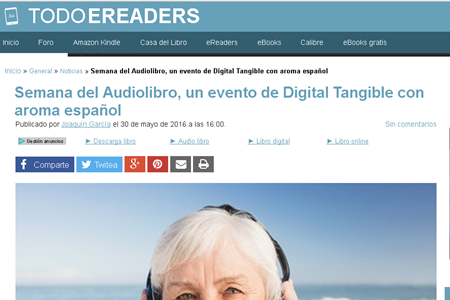 TODOEREADERS
Inicio Foro Amazon Kindle Casa del Libro eReaders eBooks Calibre eBooks gratis
Inicio » General » Noticias » Semana del Audiolibro, un evento de Digital Tangible con aroma español
Semana del Audiolibro, un evento de Digital Tangible con
aroma español
Publicado por Joaquín García el 30 de mayo de 2016 a las 16:00. Sin comentarios
Gestión anuncios ► Descarga libro ► Audio libro ► Libro digital ► Libro online
Comparte Twitea